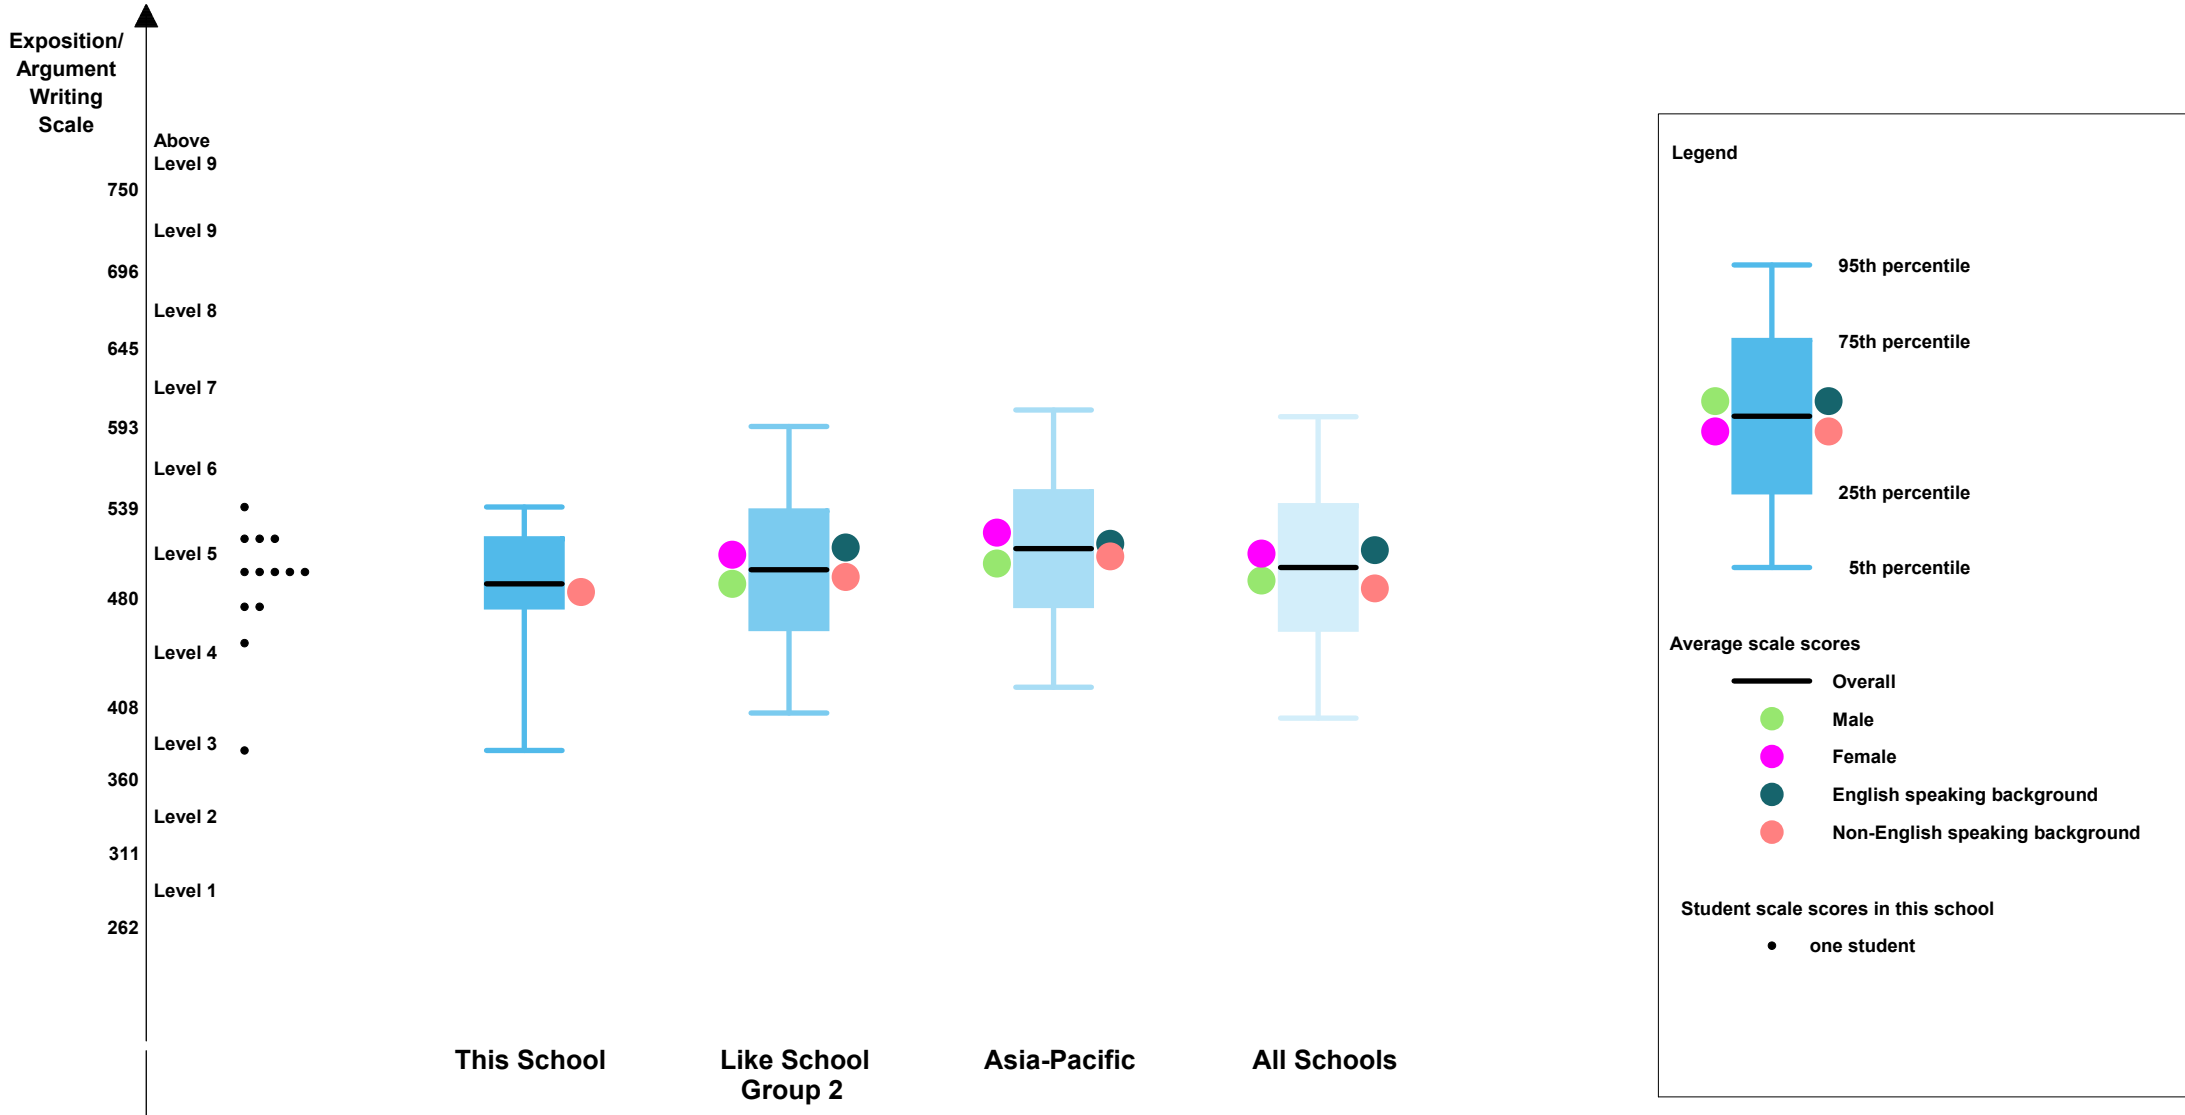 Exposition/
Argument
Writing
Scale
Above
Level 9
750
Level 9
696
Level 8
645
Level 7
593
Level 6
539
Level 5
480
Level 4
408
Level 3
360
Level 2
311
Level 1
262
This School
Like School
Group 2
Asia-Pacific
All Schools
Legend
95th percentile
75th percentile
25th percentile
5th percentile
Average scale scores
Overall
Male
Female
English speaking background
Non-English speaking background
Student scale scores in this school
one student